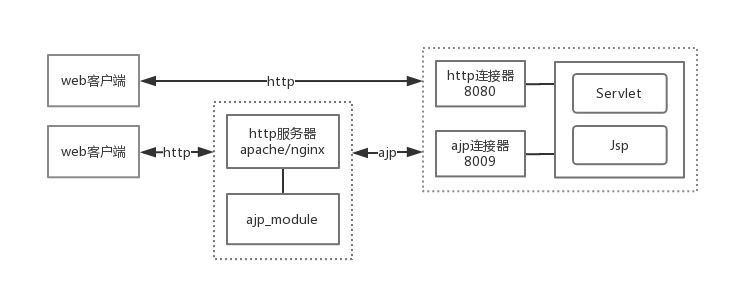 web客户端
http
http连接器
8080
Servlet
web客户端
http
http服务器
apache/nginx
ajp
ajp连接器
8009
Jsp
ajp_module